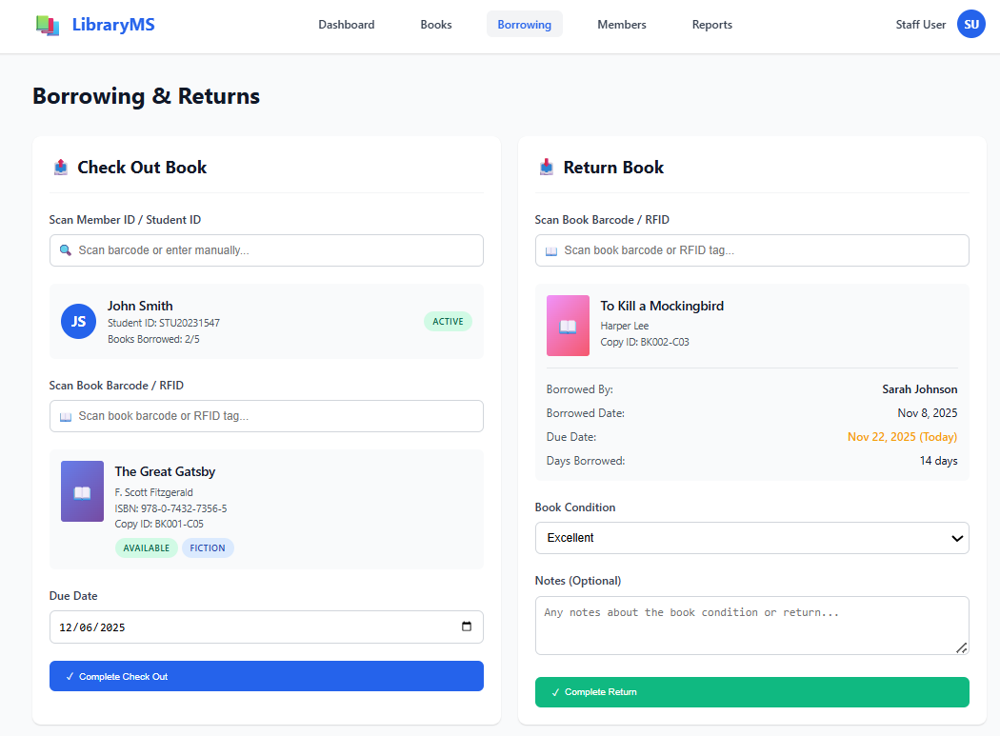 LibraryMS
Dashboard
Books
Borrowing
Members
Reports
Staff User
SU
Borrowing & Returns
Check Out Book
Scan Member ID / Student ID
Scan barcode or enter manually...
JS
John Smith
Student ID: STU20231547
Books Borrowed: 2/5
ACTIVE
Scan Book Barcode / RFID
Scan book barcode or RFID tag...
The Great Gatsby
F. Scott Fitzgerald
ISBN: 978-0-7432-7356-5
Copy ID: BK001-C05
AVAILABLE
FICTION
Due Date
12/06/2025
✓ Complete Check Out
Return Book
Scan Book Barcode / RFID
Scan book barcode or RFID tag...
To Kill a Mockingbird
Harper Lee
Copy ID: BK002-C03
Borrowed By: Sarah Johnson
Borrowed Date: Nov 8, 2025
Due Date: Nov 22, 2025 (Today)
Days Borrowed: 14 days
Book Condition
Excellent
Notes (Optional)
Any notes about the book condition or return...
✓ Complete Return